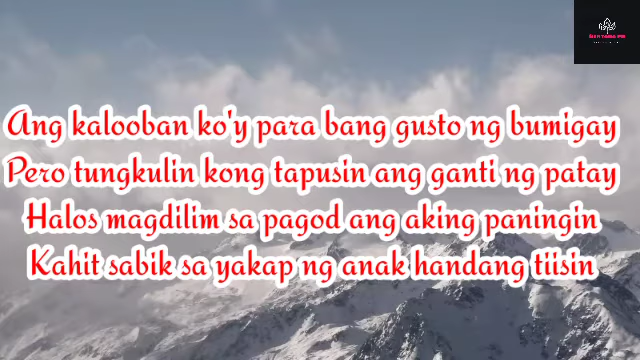 Ang kalooban ko'y para bang gusto ng bumigay
Pero tungkulin kong tapusin ang ganti ng patay
Halos magdilim sa pagod ang aking paningin
Kahit sabik sa yakap ng anak handang tiisin